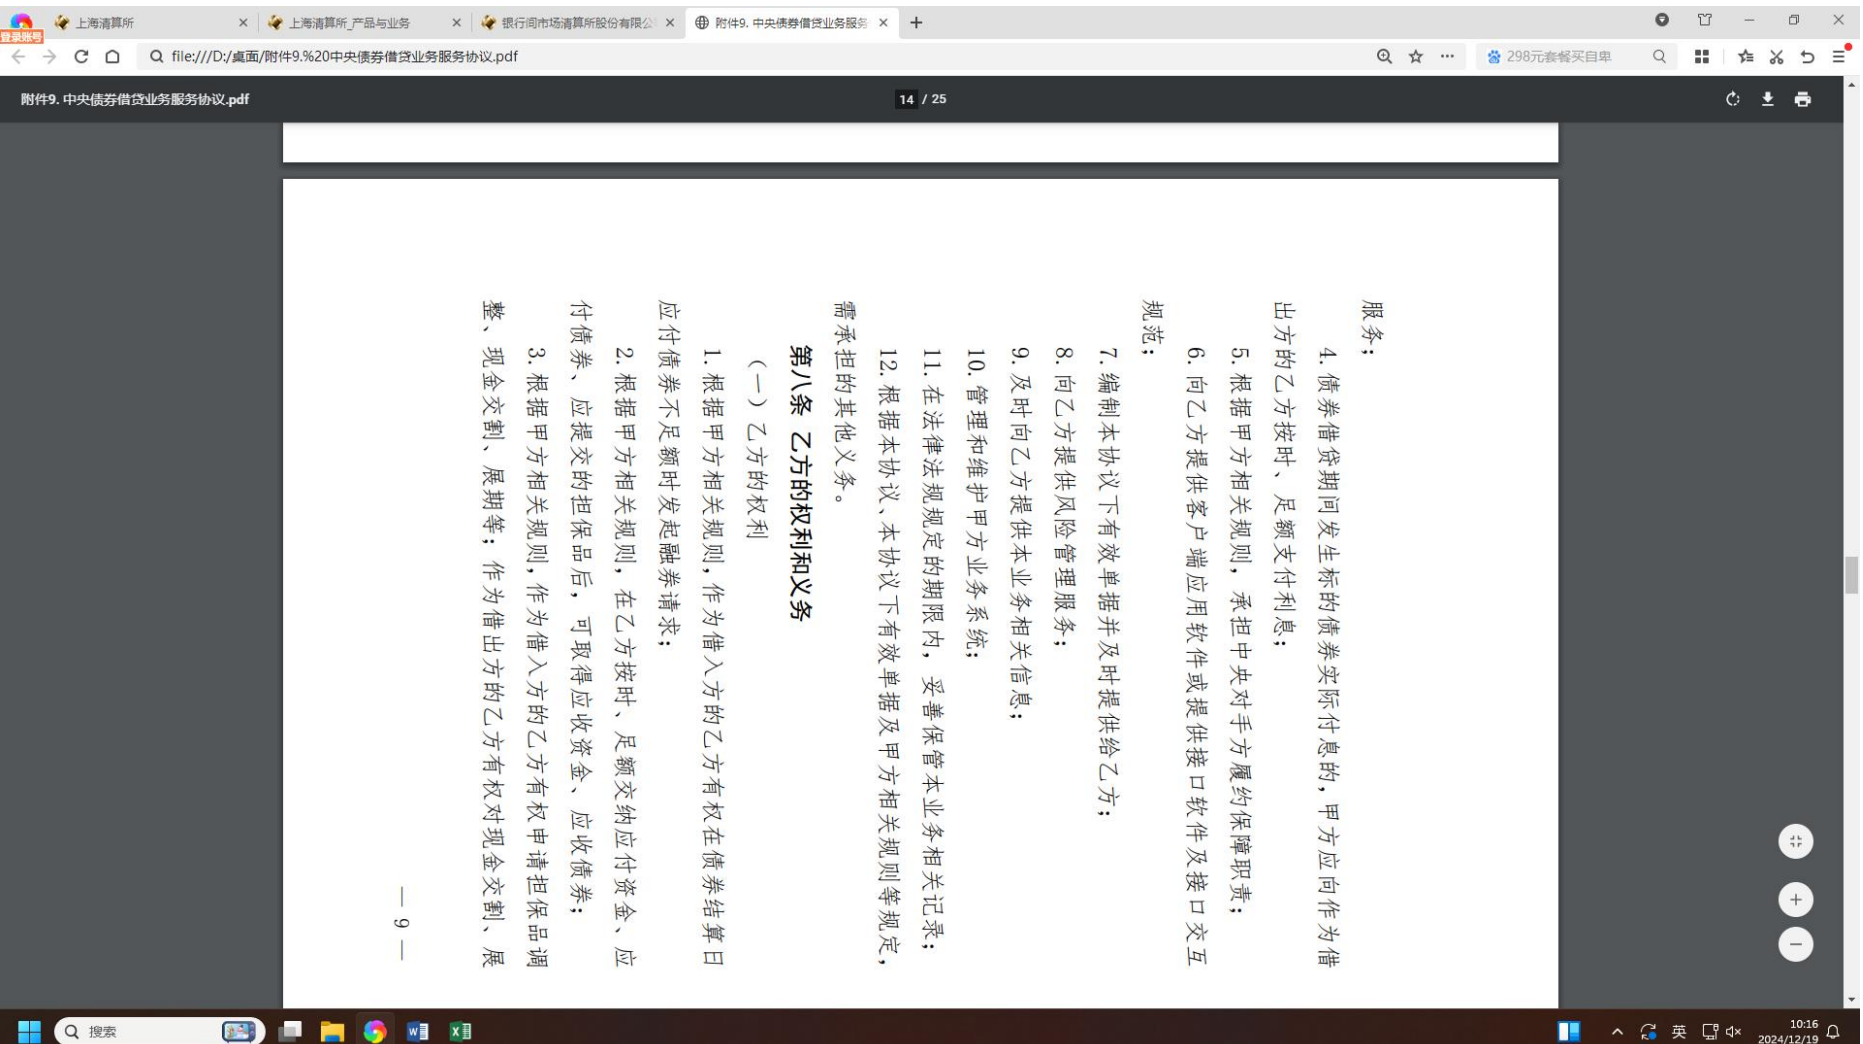 上海清算所
上海清算所_产品与业务
银行间市场清算所股份有限公
附件9. 中央债券借贷业务服务
登录账号
file:///D:/桌面/附件9.%20中央债券借贷业务服务协议.pdf
298元套餐买自卑
附件9. 中央债券借贷业务服务协议.pdf
14 / 25
服务；
4. 债券借贷期间发生标的债券实际付息的，甲方应向作为借
出方的乙方按时、足额支付利息；
5. 根据甲方相关规则，承担中央对手方履约保障职责；
6. 向乙方提供客户端应用软件或提供接口软件及接口交互
规范；
7. 编制本协议下有效单据并及时提供给乙方；
8. 向乙方提供风险管理服务；
9. 及时向乙方提供本业务相关信息；
10. 管理和维护甲方业务系统；
11. 在法律法规规定的期限内，妥善保管本业务相关记录；
12. 根据本协议、本协议下有效单据及甲方相关规则等规定，
需承担的其他义务。
第八条 乙方的权利和义务
（一）乙方的权利
1. 根据甲方相关规则，作为借入方的乙方有权在债券结算日
应付债券不足额时发起融券请求；
2. 根据甲方相关规则，在乙方按时、足额交纳应付资金、应
付债券、应提交的担保品后，可取得应收资金、应收债券；
3. 根据甲方相关规则，作为借入方的乙方有权申请担保品调
整、现金交割、展期等；作为借出方的乙方有权对现金交割、展
— 9 —
搜索
英
10:16
2024/12/19